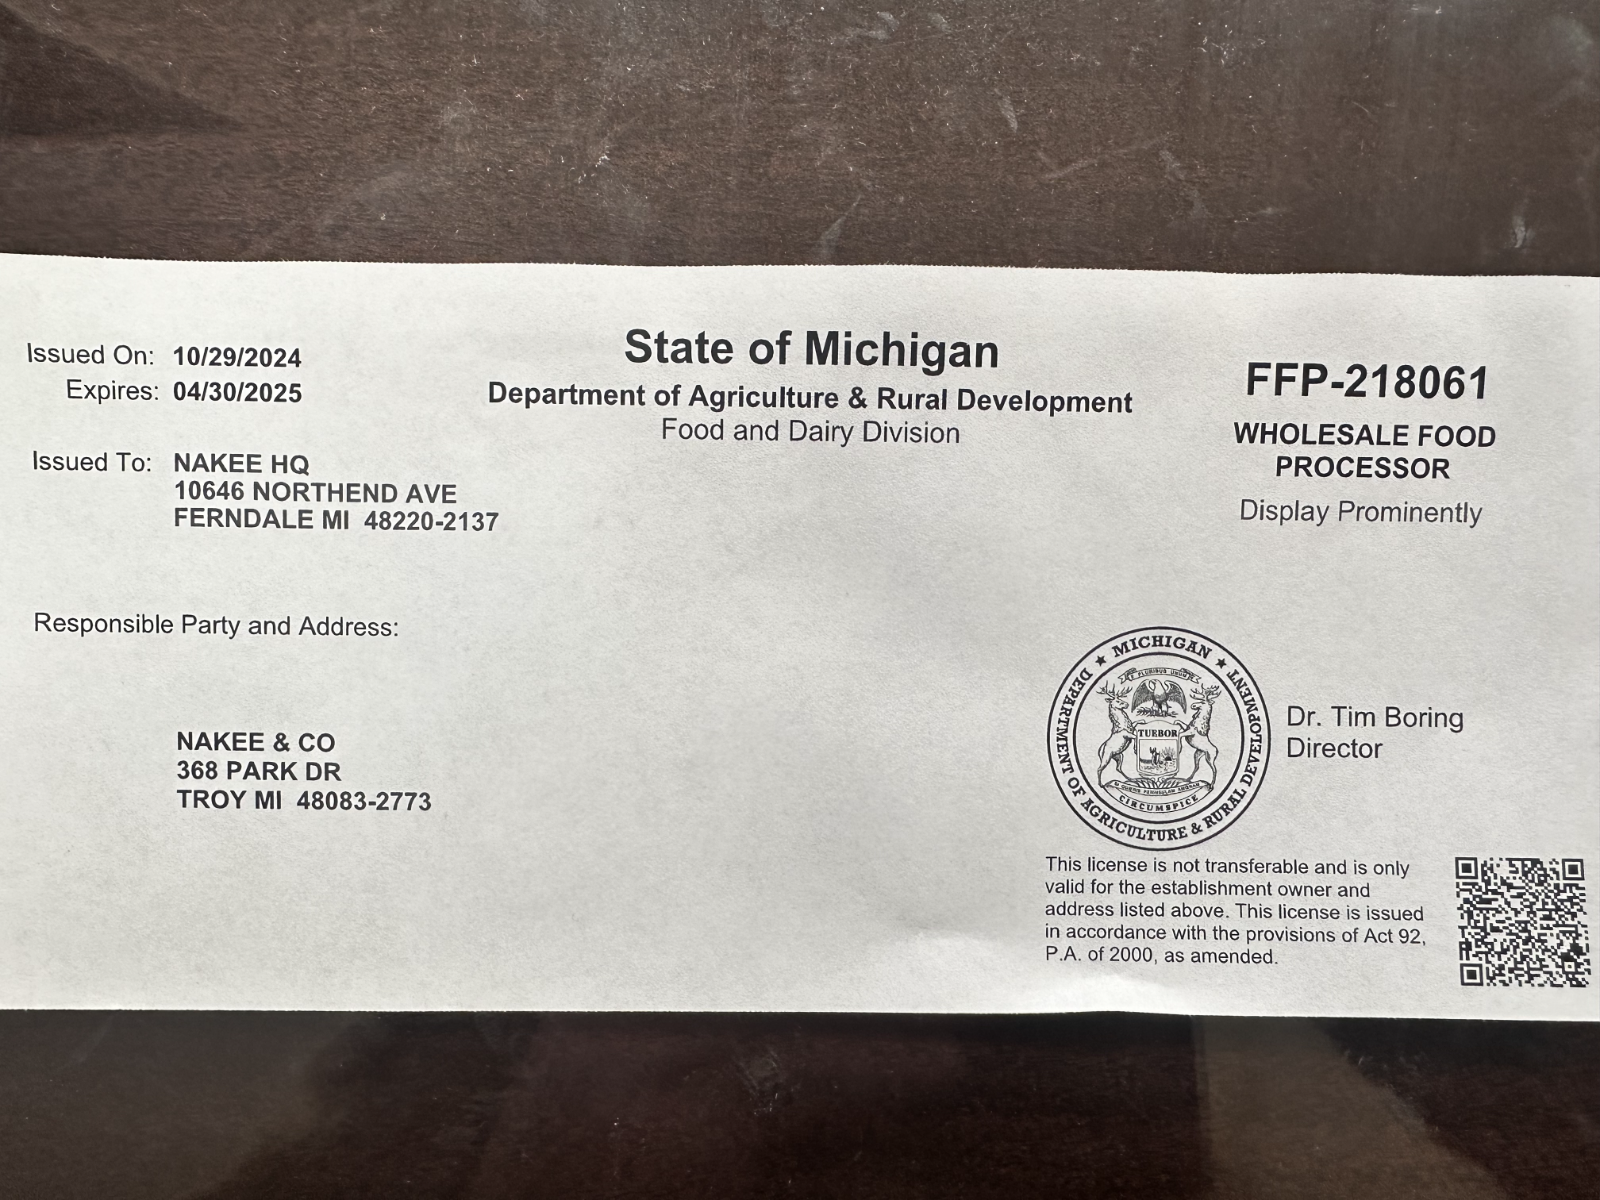 State of Michigan
Department of Agriculture & Rural Development
Food and Dairy Division
Issued On: 10/29/2024
Expires: 04/30/2025
Issued To: NAKEE HQ
10646 NORTHEND AVE
FERNDALE MI 48220-2137
FFP-218061
WHOLESALE FOOD
PROCESSOR
Display Prominently
Responsible Party and Address:
NAKEE & CO
368 PARK DR
TROY MI 48083-2773
MICHIGAN
DEPARTMENT OF AGRICULTURE & RURAL DEVELOPMENT
E PLURIBUS UNUM
TUEBOR
CIRCUMSPICE
Dr. Tim Boring
Director
This license is not transferable and is only
valid for the establishment owner and
address listed above. This license is issued
in accordance with the provisions of Act 92,
P.A. of 2000, as amended.